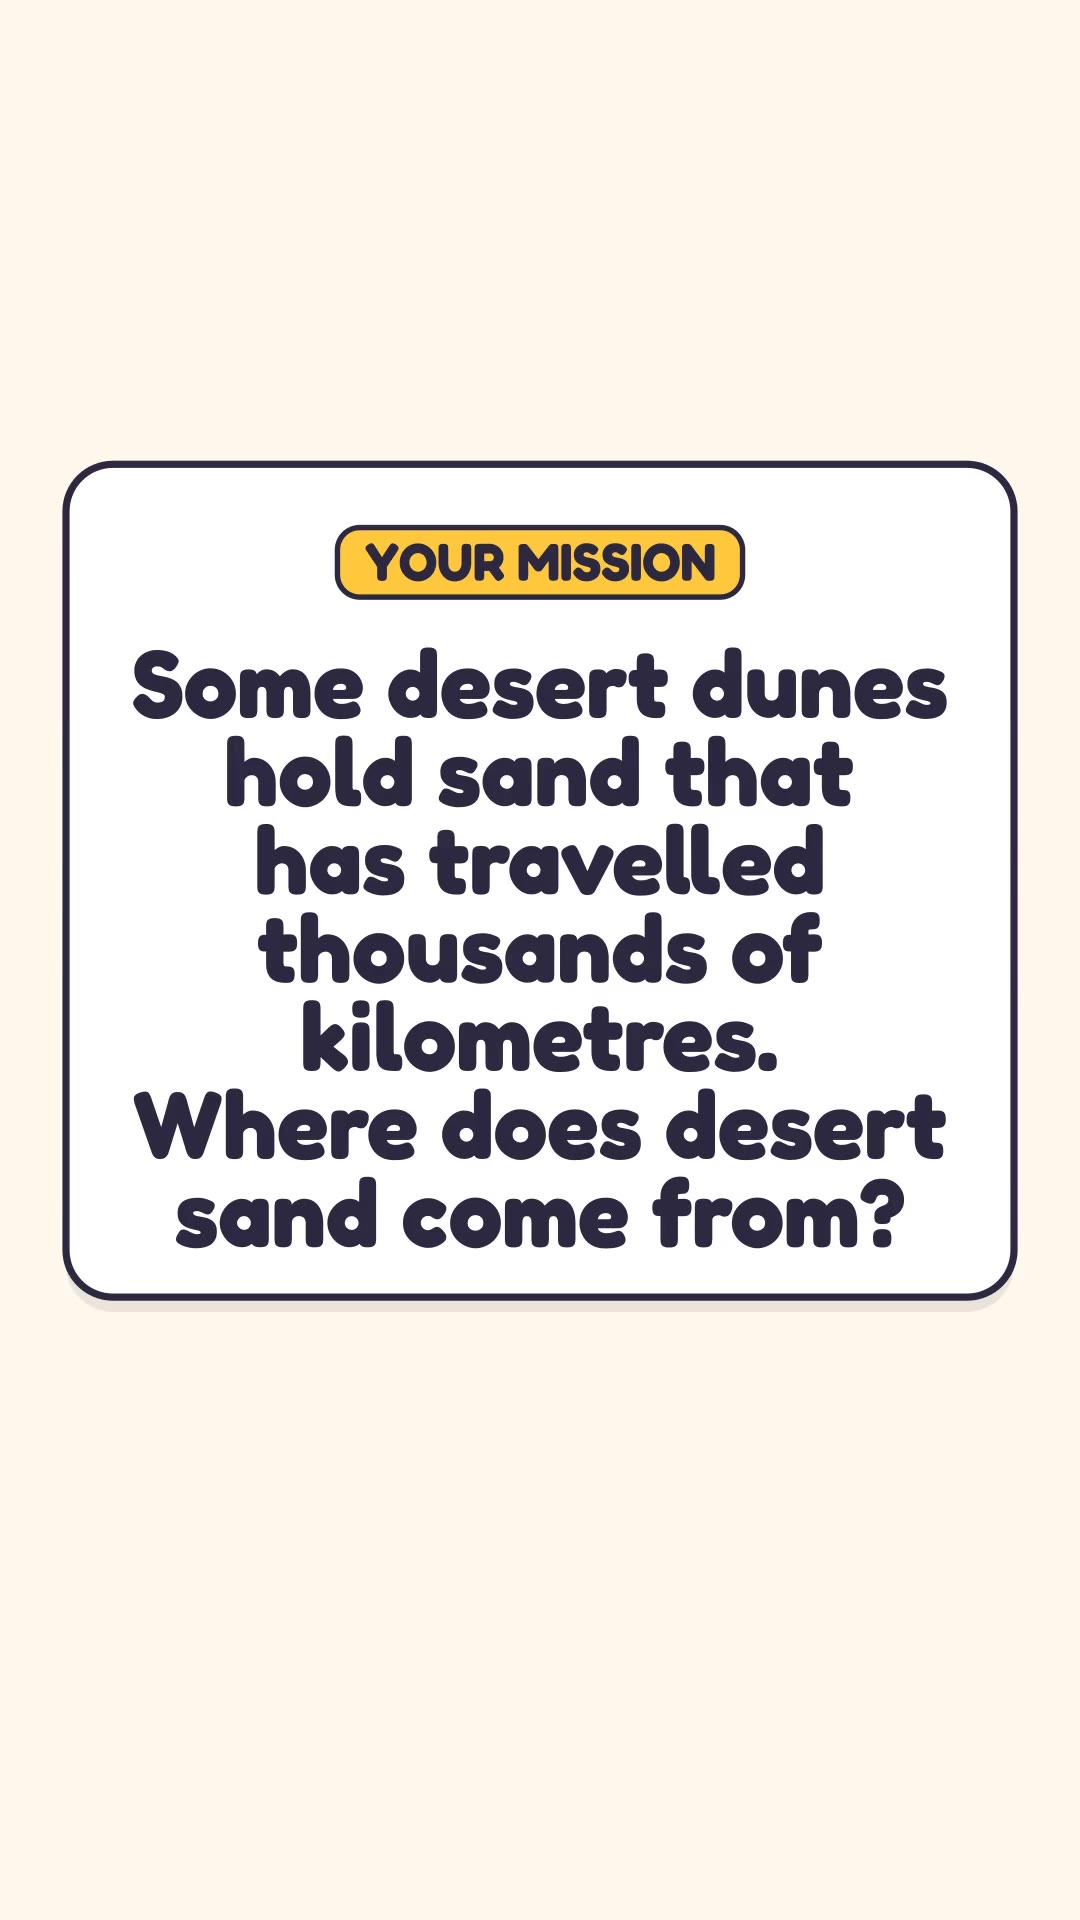 YOUR MISSION
Some desert dunes
hold sand that
has travelled
thousands of
kilometres.
Where does desert
sand come from?